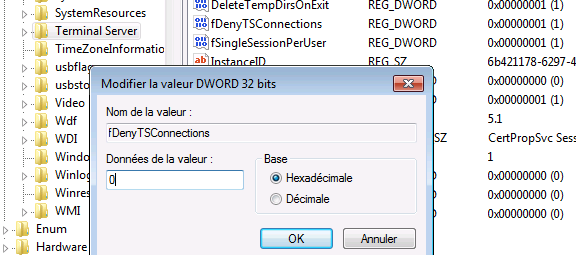 SystemResources
Terminal Server
TimeZoneInformatio
usbflag
usbsto
Video
Wdf
WDI
Windo
Winlog
Winres
WMI
Enum
Hardware
DeleteTempDirsOnExit REG_DWORD 0x00000001 (1)
fDenyTSConnections REG_DWORD 0x00000001 (1)
fSingleSessionPerUser REG_DWORD 0x00000001 (1)
InstanceID REG_SZ 6b421178-6297-4
Modifier la valeur DWORD 32 bits
Nom de la valeur :
fDenyTSConnections
Données de la valeur :
0
Base
Hexadécimale
Décimale
OK
Annuler
0x00000000 (0)
0x00000000 (0)
5.1
SZ CertPropSvc Sess
1
0x00000000 (0)
0x00000000 (0)
0x00000000 (0)